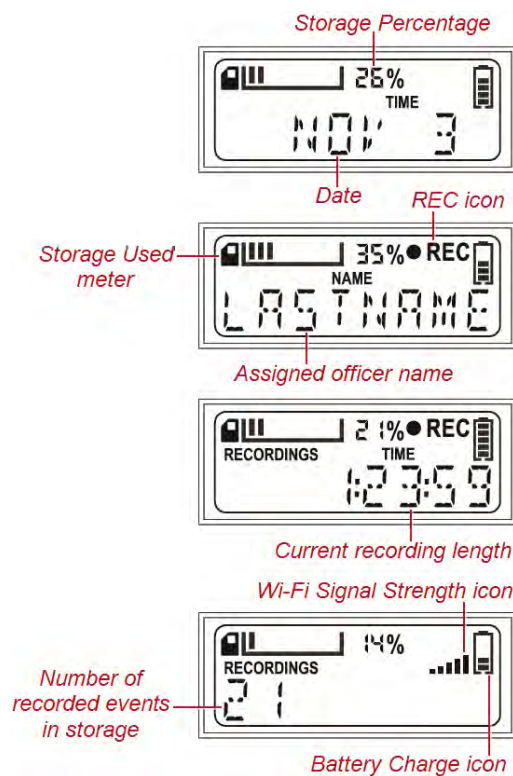 Storage Percentage
26%
TIME
NOV 3
Date
REC icon
Storage Used
meter
35% REC
NAME
LASTNAME
Assigned officer name
21% REC
RECORDINGS TIME
1:23:59
Current recording length
Wi-Fi Signal Strength icon
14%
RECORDINGS
21
Number of
recorded events
in storage
Battery Charge icon